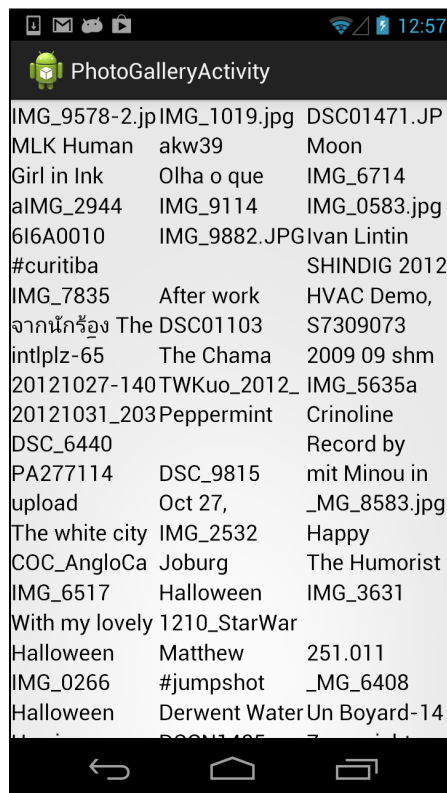 12:57
PhotoGalleryActivity
IMG_9578-2.jp IMG_1019.jpg DSC01471.JP
MLK Human akw39 Moon
Girl in Ink Olha o que IMG_6714
aIMG_2944 IMG_9114 IMG_0583.jpg
6I6A0010 IMG_9882.JPG Ivan Lintin
#curitiba SHINDIG 2012
IMG_7835 After work HVAC Demo,
จากนักร้อง The DSC01103 S7309073
intlplz-65 The Chama 2009 09 shm
20121027-140 TWKuo_2012_ IMG_5635a
20121031_203 Peppermint Crinoline
DSC_6440 Record by
PA277114 DSC_9815 mit Minou in
upload Oct 27, _MG_8583.jpg
The white city IMG_2532 Happy
COC_AngloCa Joburg The Humorist
IMG_6517 Halloween IMG_3631
With my lovely 1210_StarWar
Halloween Matthew 251.011
IMG_0266 #jumpshot _MG_6408
Halloween Derwent Water Un Boyard-14